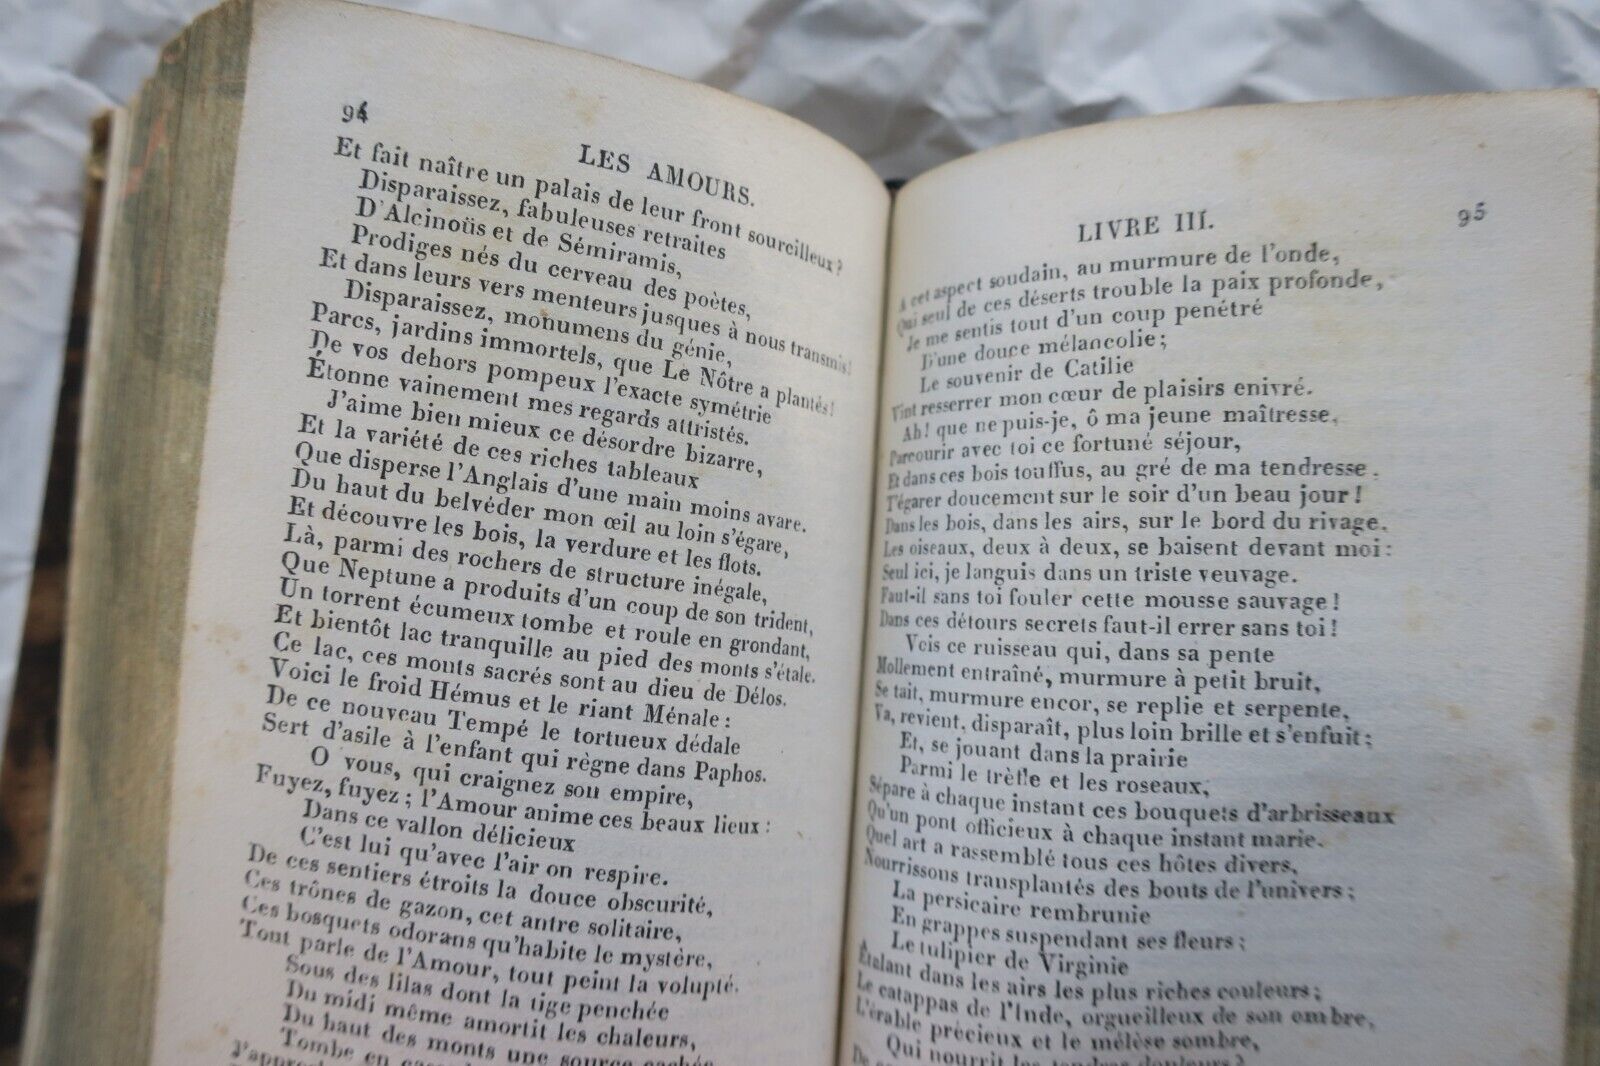 94
LES AMOURS.
Et fait naître un palais de leur front sourcilleux?
Disparaissez, fabuleuses retraites
D'Alcinoüs et de Sémiramis,
Prodiges nés du cerveau des poètes,
Et dans leurs vers menteurs jusques à nous transmis!
Disparaissez, monumens du génie,
Parcs, jardins immortels, que Le Nôtre a plantés!
De vos dehors pompeux l'exacte symétrie
Étonne vainement mes regards attristés.
J'aime bien mieux ce désordre bizarre,
Et la variété de ces riches tableaux
Que disperse l'Anglais d'une main moins avare.
Du haut du belvéder mon œil au loin s'égare,
Et découvre les bois, la verdure et les flots.
Là, parmi des rochers de structure inégale,
Que Neptune a produits d'un coup de son trident,
Un torrent écumeux tombe et roule en grondant,
Et bientôt lac tranquille au pied des monts s'étale.
Ce lac, ces monts sacrés sont au dieu de Délos.
Voici le froid Hémus et le riant Ménale:
De ce nouveau Tempé le tortueux dédale
Sert d'asile à l'enfant qui règne dans Paphos.
O vous, qui craignez son empire,
Fuyez, fuyez; l'Amour anime ces beaux lieux:
Dans ce vallon délicieux
C'est lui qu'avec l'air on respire.
De ces sentiers étroits la douce obscurité,
Ces trônes de gazon, cet antre solitaire,
Ces bosquets odorans qu'habite le mystère,
Tout parle de l'Amour, tout peint la volupté.
Sous des lilas dont la tige penchée
Du midi même amortit les chaleurs,
Du haut des monts une source cachée
Tombe en
LIVRE III.
95
A cet aspect soudain, au murmure de l'onde,
Qui seul de ces déserts trouble la paix profonde,
Je me sentis tout d'un coup penétré
D'une douce mélancolie;
Le souvenir de Catilie
Vint resserrer mon cœur de plaisirs enivré.
Ah! que ne puis-je, ô ma jeune maîtresse,
Parcourir avec toi ce fortuné séjour,
Et dans ces bois touffus, au gré de ma tendresse,
T'égarer doucement sur le soir d'un beau jour!
Dans les bois, dans les airs, sur le bord du rivage,
Les oiseaux, deux à deux, se baisent devant moi:
Seul ici, je languis dans un triste veuvage.
Faut-il sans toi fouler cette mousse sauvage!
Dans ces détours secrets faut-il errer sans toi!
Vois ce ruisseau qui, dans sa pente
Mollement entraîné, murmure à petit bruit,
Se tait, murmure encor, se replie et serpente,
Va, revient, disparaît, plus loin brille et s'enfuit;
Et, se jouant dans la prairie
Parmi le trèfle et les roseaux,
Sépare à chaque instant ces bouquets d'arbrisseaux
Qu'un pont officieux à chaque instant marie.
Quel art a rassemblé tous ces hôtes divers,
Nourrissons transplantés des bouts de l'univers;
La persicaire rembrunie
En grappes suspendant ses fleurs;
Le tulipier de Virginie
Étalant dans les airs les plus riches couleurs;
Le catappas de l'Inde, orgueilleux de son ombre,
L'érable précieux et le mélèse sombre,
Qui nourrit les tendres douleurs?